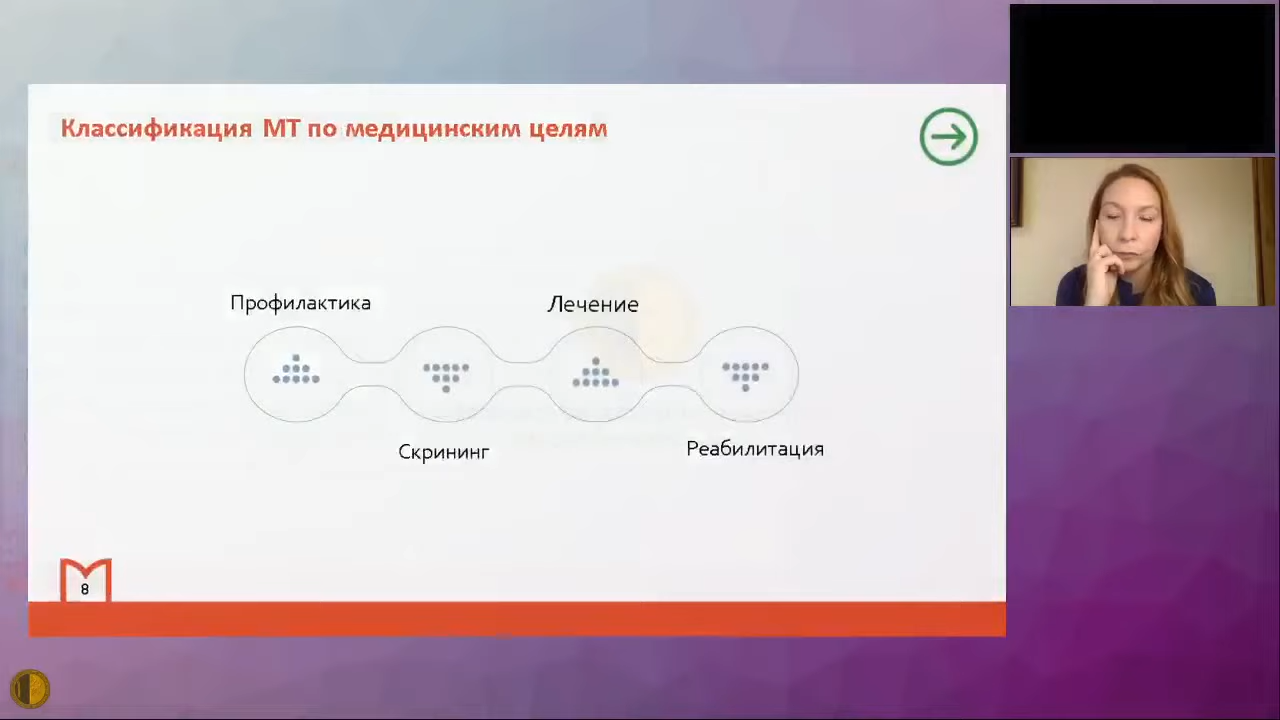 Классификация МТ по медицинским целям
Профилактика
Лечение
Скрининг
Реабилитация
8